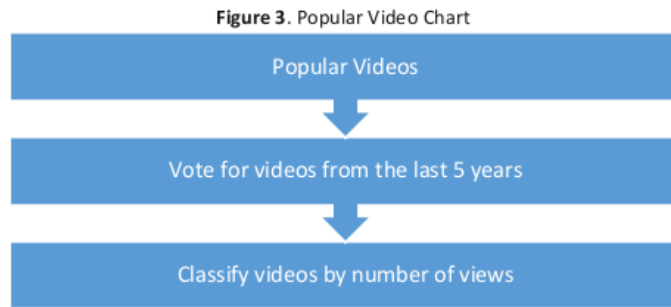 Figure 3. Popular Video Chart
Popular Videos
Vote for videos from the last 5 years
Classify videos by number of views